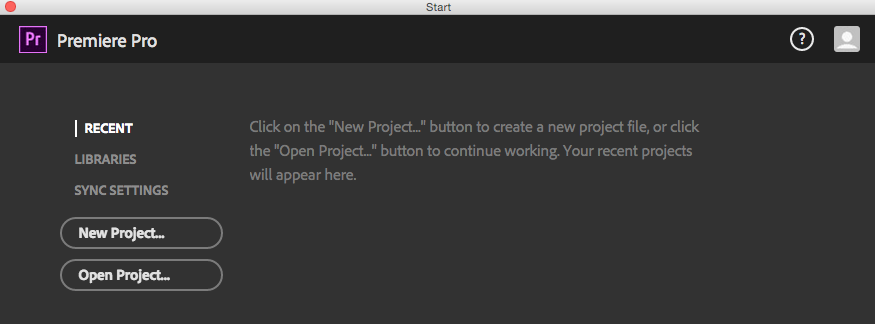 Start
Pr Premiere Pro ?
RECENT
LIBRARIES
SYNC SETTINGS
New Project...
Open Project...
Click on the "New Project..." button to create a new project file, or click
the "Open Project..." button to continue working. Your recent projects
will appear here.